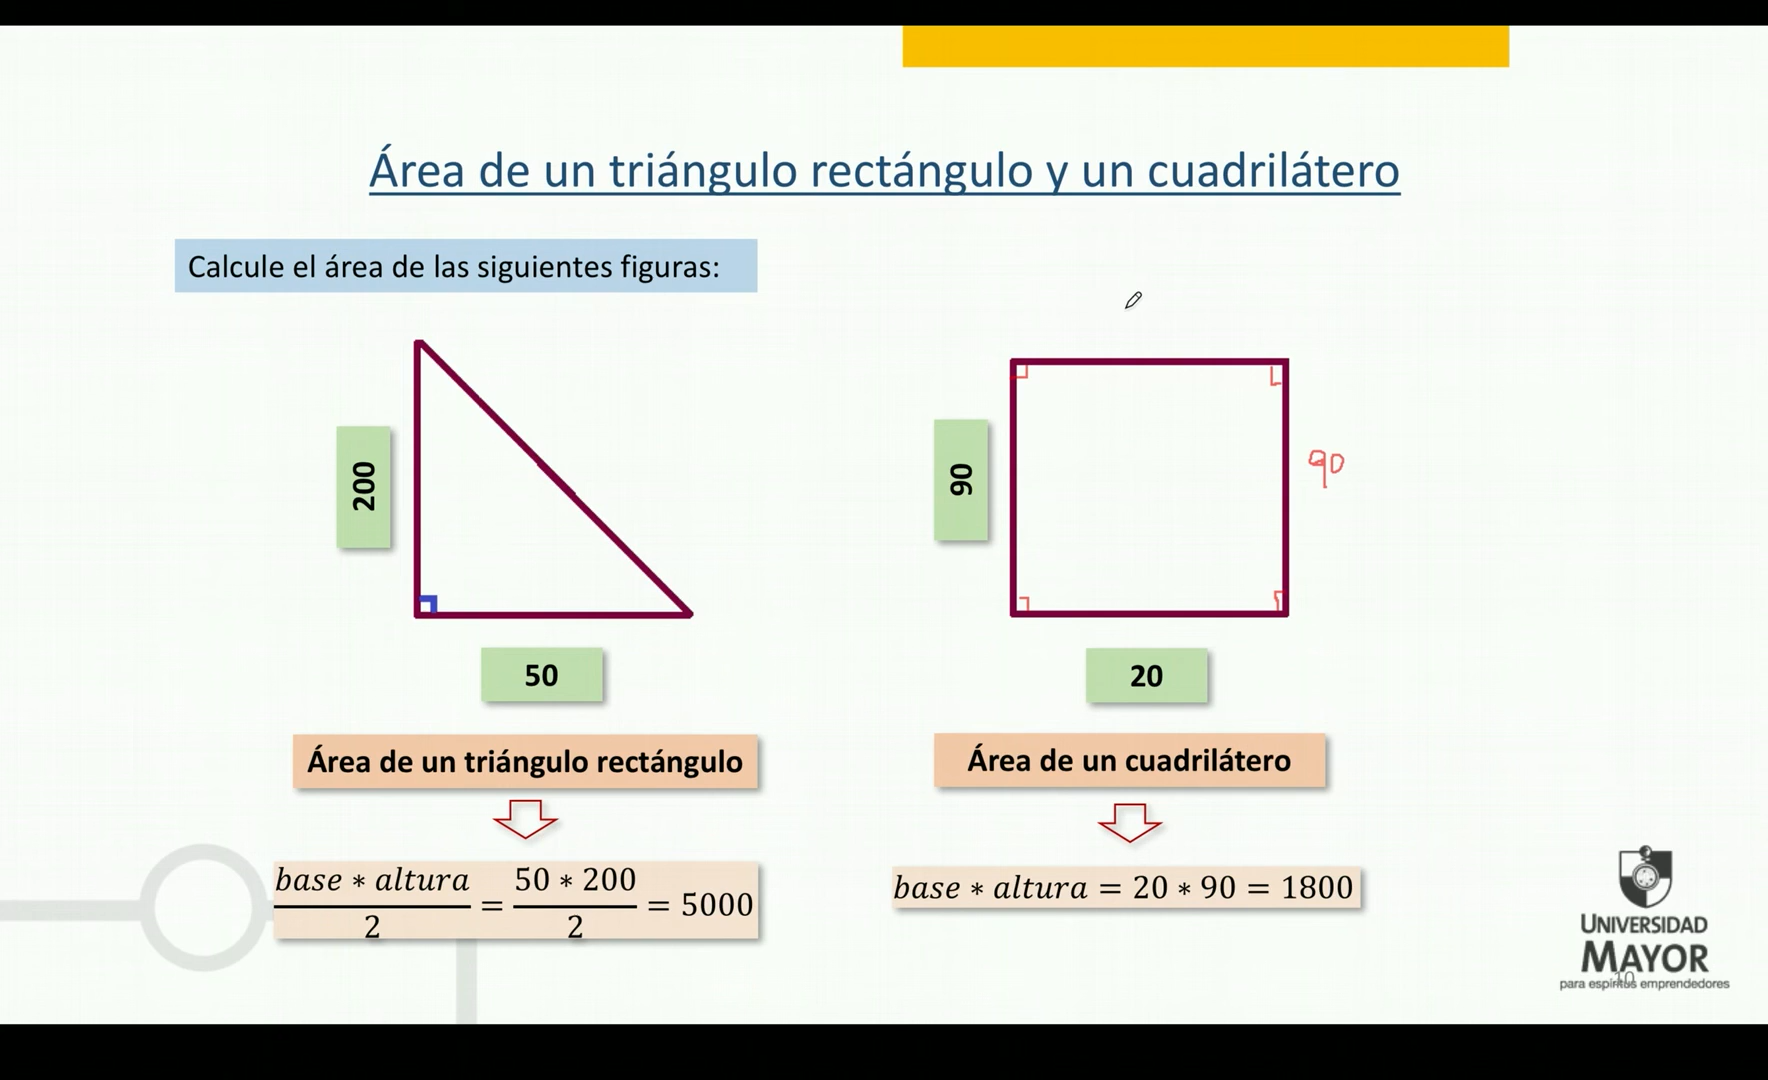 Área de un triángulo rectángulo y un cuadrilátero
Calcule el área de las siguientes figuras:
200
50
90
90
20
Área de un triángulo rectángulo
Área de un cuadrilátero
base ∗ altura / 2 = 50 ∗ 200 / 2 = 5000
base ∗ altura = 20 ∗ 90 = 1800
UNIVERSIDAD
MAYOR
para espíritus emprendedores
10